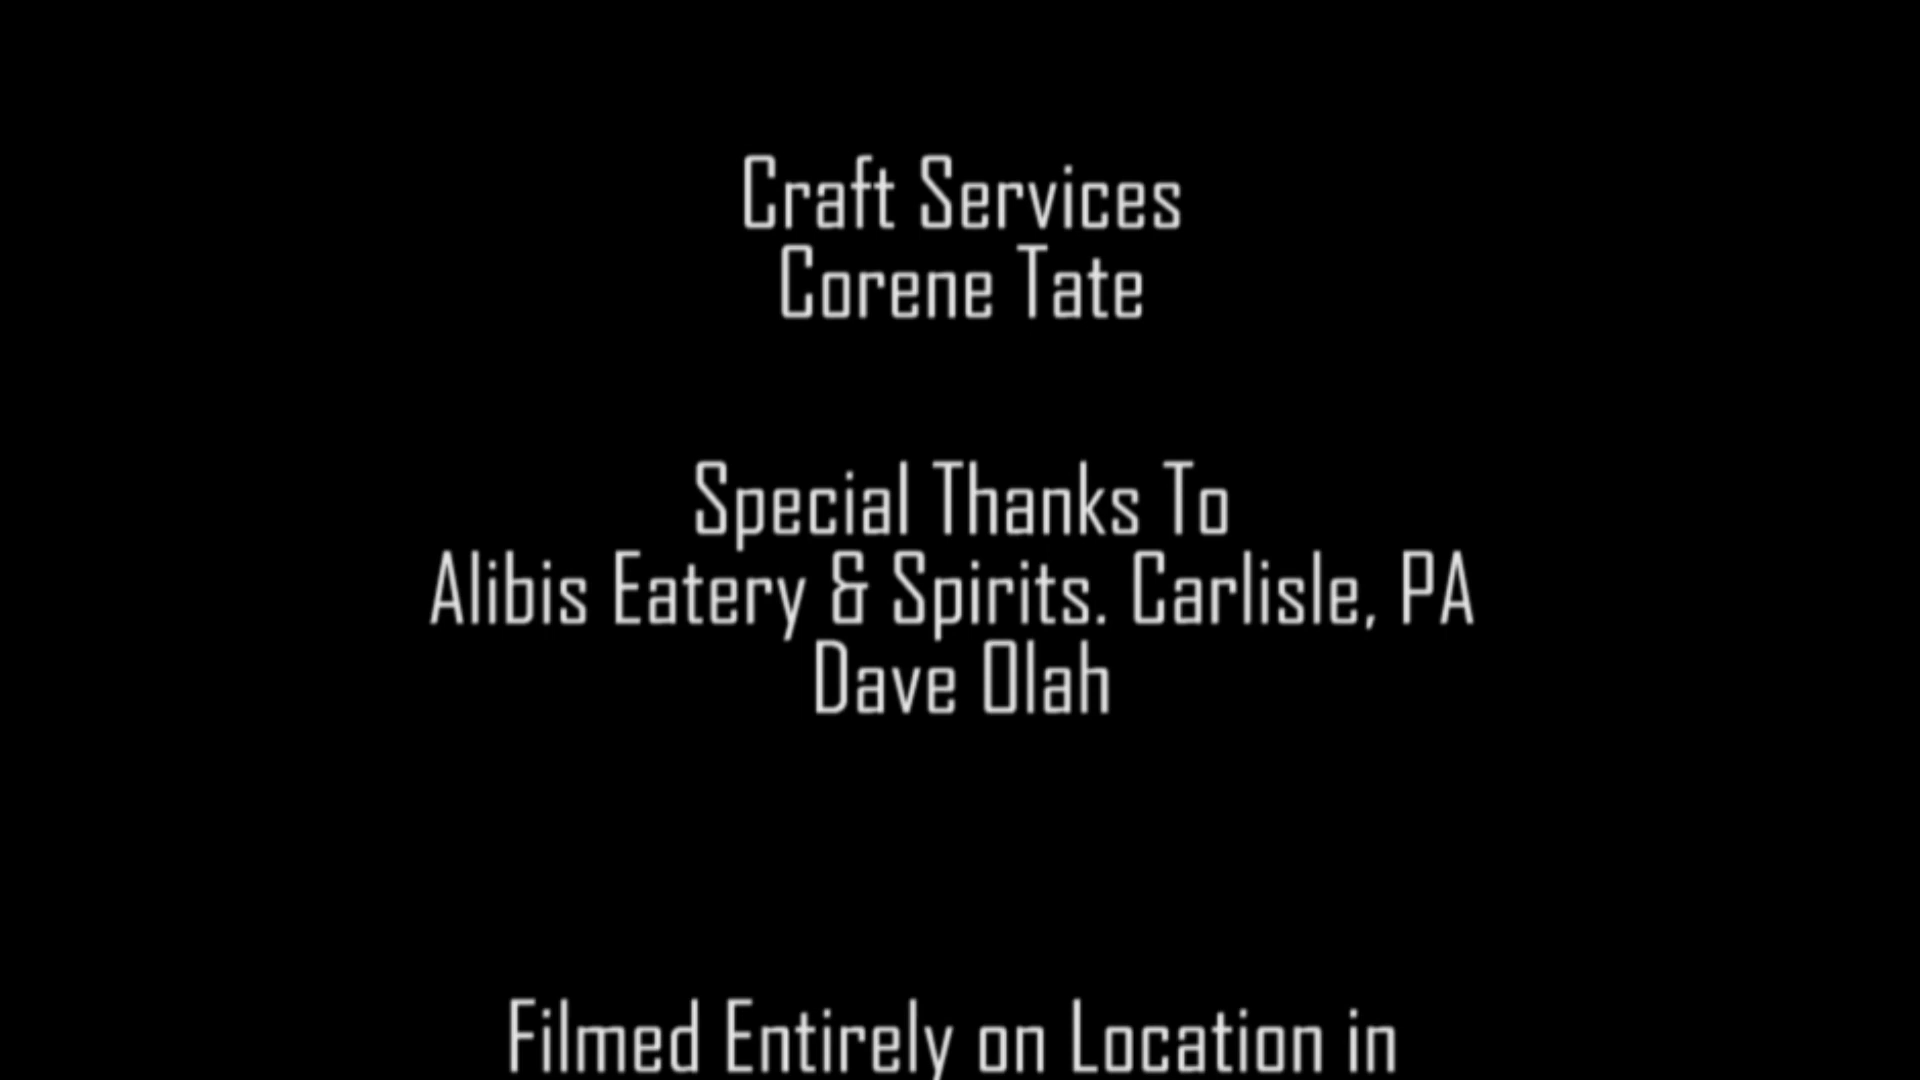 Craft Services
Corene Tate
Special Thanks To
Alibis Eatery & Spirits. Carlisle, PA
Dave Olah
Filmed Entirely on Location in